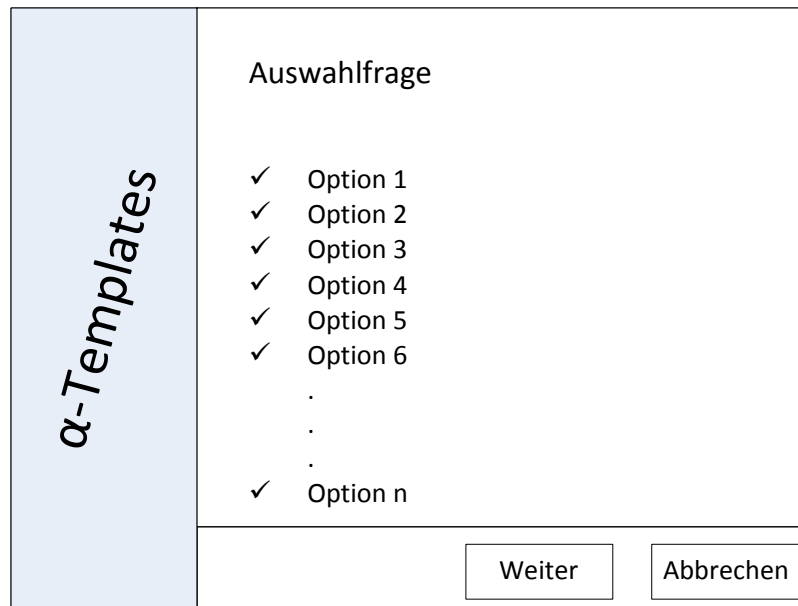 α-Templates
Auswahlfrage
✓ Option 1
✓ Option 2
✓ Option 3
✓ Option 4
✓ Option 5
✓ Option 6
.
.
.
✓ Option n
Weiter
Abbrechen